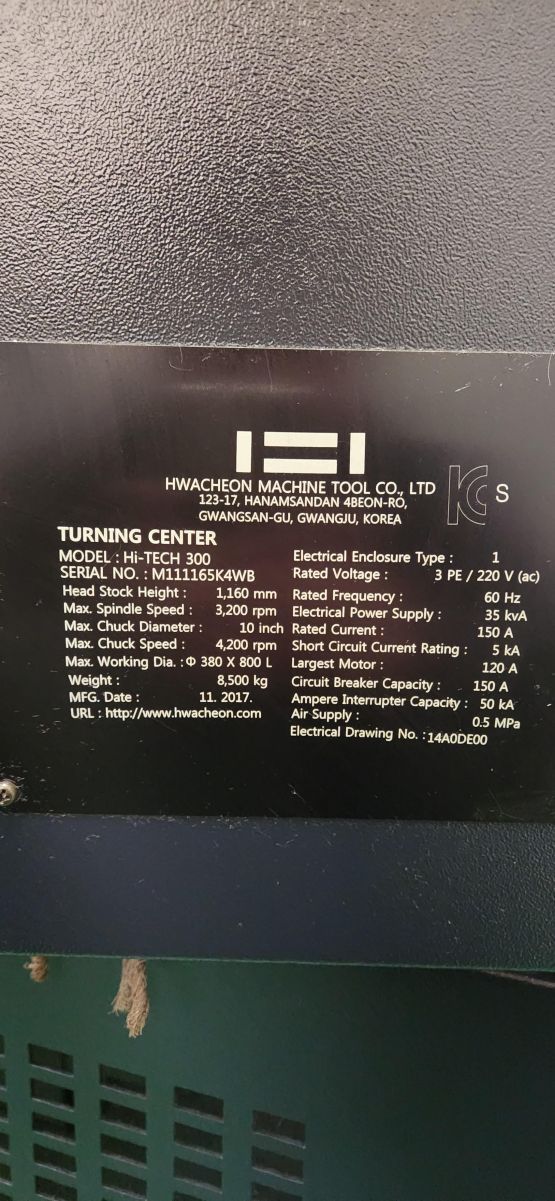 HWACHEON MACHINE TOOL CO., LTD
123-17, HANAMSANDAN 4BEON-RO,
GWANGSAN-GU, GWANGJU, KOREA
S
TURNING CENTER
MODEL : Hi-TECH 300
SERIAL NO. : M111165K4WB
Head Stock Height : 1,160 mm
Max. Spindle Speed : 3,200 rpm
Max. Chuck Diameter : 10 inch
Max. Chuck Speed : 4,200 rpm
Max. Working Dia. : Φ 380 X 800 L
Weight : 8,500 kg
MFG. Date : 11. 2017.
URL : http://www.hwacheon.com
Electrical Enclosure Type : 1
Rated Voltage : 3 PE / 220 V (ac)
Rated Frequency : 60 Hz
Electrical Power Supply : 35 kvA
Rated Current : 150 A
Short Circuit Current Rating : 5 kA
Largest Motor : 120 A
Circuit Breaker Capacity : 150 A
Ampere Interrupter Capacity : 50 kA
Air Supply : 0.5 MPa
Electrical Drawing No. : 14A0DE00